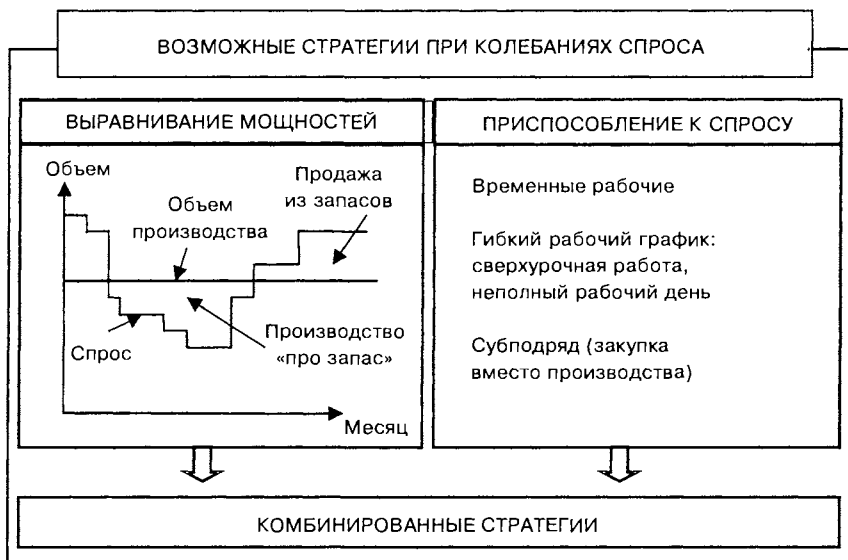 ВОЗМОЖНЫЕ СТРАТЕГИИ ПРИ КОЛЕБАНИЯХ СПРОСА
ВЫРАВНИВАНИЕ МОЩНОСТЕЙ
Объем
Продажа
из запасов
Объем
производства
Спрос
Производство
«про запас»
Месяц
ПРИСПОСОБЛЕНИЕ К СПРОСУ
Временные рабочие
Гибкий рабочий график:
сверхурочная работа,
неполный рабочий день
Субподряд (закупка
вместо производства)
КОМБИНИРОВАННЫЕ СТРАТЕГИИ